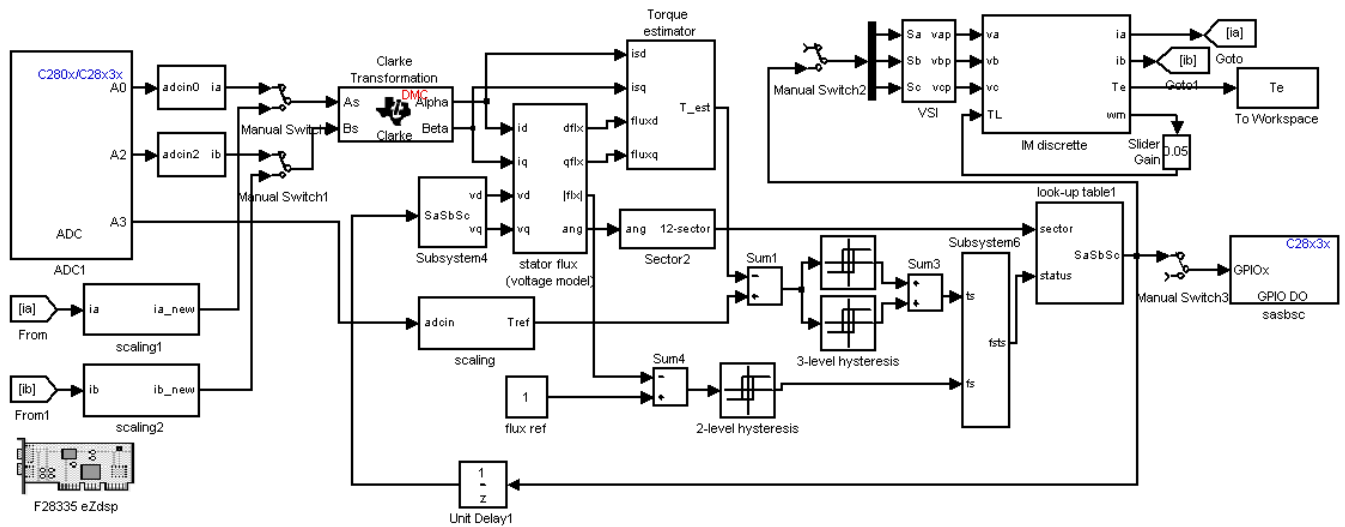 C280x/C28x3x
A0
A2
A3
ADC
ADC1
adcin0 ia
adcin2 ib
Manual Switch
Manual Switch1
Clarke
Transformation
As
Bs
DMC
Alpha
Beta
Clarke
Torque
estimator
isd
isq
fluxd
fluxq
T_est
id
iq
vd
vq
dflx
qflx
|flx|
ang
stator flux
(voltage model)
SaSbSc
vd
vq
Subsystem4
ang 12-sector
Sector2
Manual Switch2
Sa vap
Sb vbp
Sc vcp
VSI
va
vb
vc
TL
ia
ib
Te
wm
IM discrette
[ia]
Goto
[ib]
Goto1
Te
To Workspace
Slider
Gain
0.05
look-up table1
sector
status
SaSbSc
Manual Switch3
C28x3x
GPIOx
GPIO DO
sasbsc
Subsystem6
ts
fs
fsts
Sum1
Sum3
3-level hysteresis
[ia]
From
ia ia_new
scaling1
[ib]
From1
ib ib_new
scaling2
adcin Tref
scaling
Sum4
1
flux ref
2-level hysteresis
F28335 eZdsp
1
z
Unit Delay1